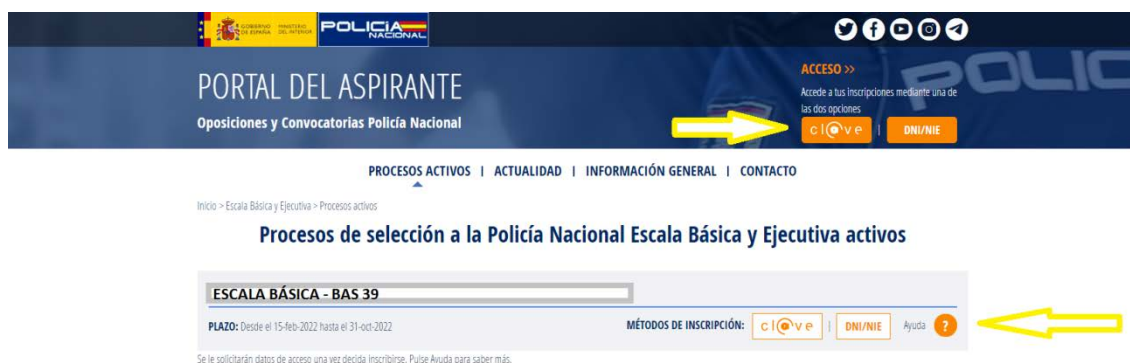 GOBIERNO DE ESPAÑA MINISTERIO DEL INTERIOR POLICÍA NACIONAL
ACCESO >>
PORTAL DEL ASPIRANTE
Accede a tus inscripciones mediante una de
las dos opciones
Oposiciones y Convocatorias Policía Nacional
cl@ve | DNI/NIE
POLIC
PROCESOS ACTIVOS | ACTUALIDAD | INFORMACIÓN GENERAL | CONTACTO
Inicio > Escala Básica y Ejecutiva > Procesos activos
Procesos de selección a la Policía Nacional Escala Básica y Ejecutiva activos
ESCALA BÁSICA - BAS 39
PLAZO: Desde el 15-feb-2022 hasta el 31-oct-2022 MÉTODOS DE INSCRIPCIÓN: cl@ve | DNI/NIE Ayuda ?
Se le solicitarán datos de acceso una vez decida inscribirse. Pulse Ayuda para saber más.